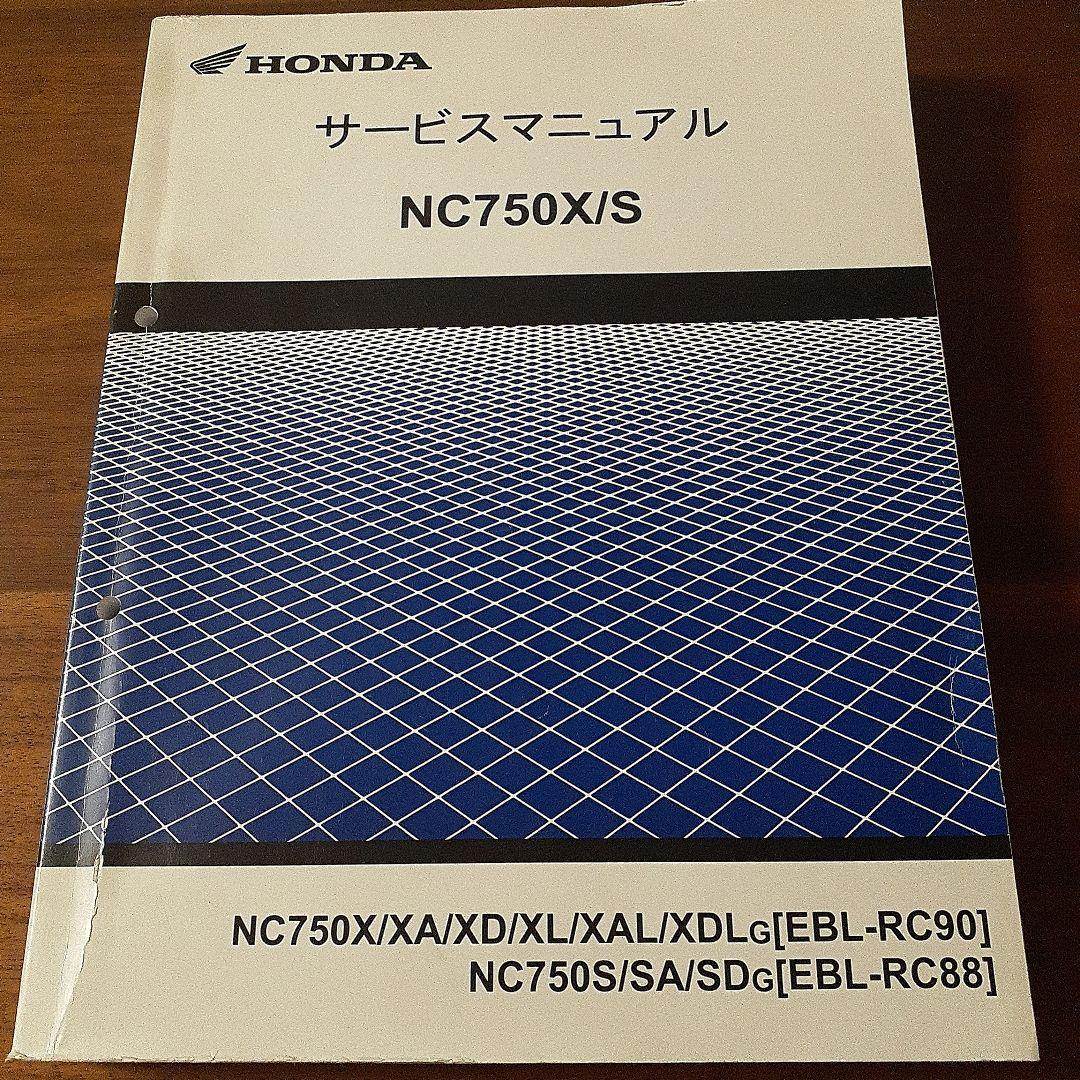 HONDA
サービスマニュアル
NC750X/S
NC750X/XA/XD/XL/XAL/XDLG[EBL-RC90]
NC750S/SA/SDG[EBL-RC88]